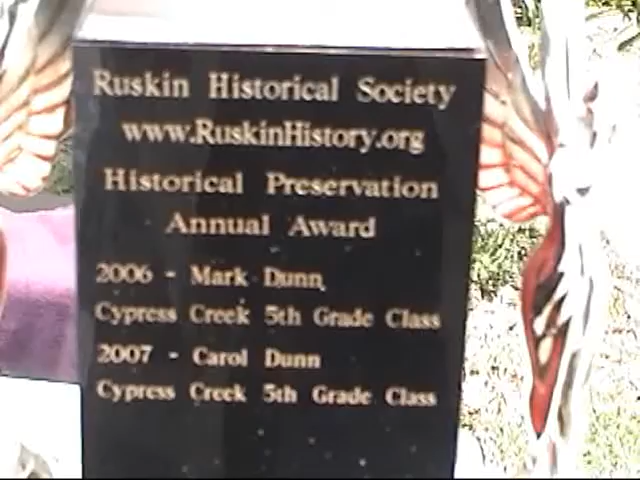 Ruskin Historical Society
www.RuskinHistory.org
Historical Preservation
Annual Award
2006 - Mark Dunn
Cypress Creek 5th Grade Class
2007 - Carol Dunn
Cypress Creek 5th Grade Class